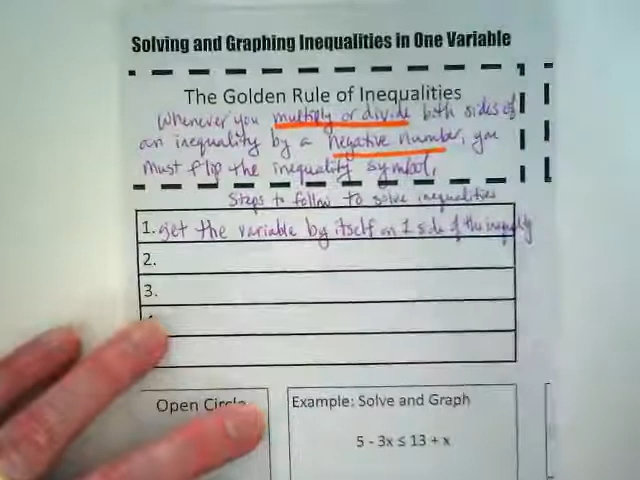 Solving and Graphing Inequalities in One Variable
The Golden Rule of Inequalities
Whenever you multiply or divide both sides of
an inequality by a negative number, you
must flip the inequality symbol.
Steps to follow to solve inequalities
1. get the variable by itself on 1 side of the inequality
2.
3.
Open Circle
Example: Solve and Graph
5 - 3x ≤ 13 + x